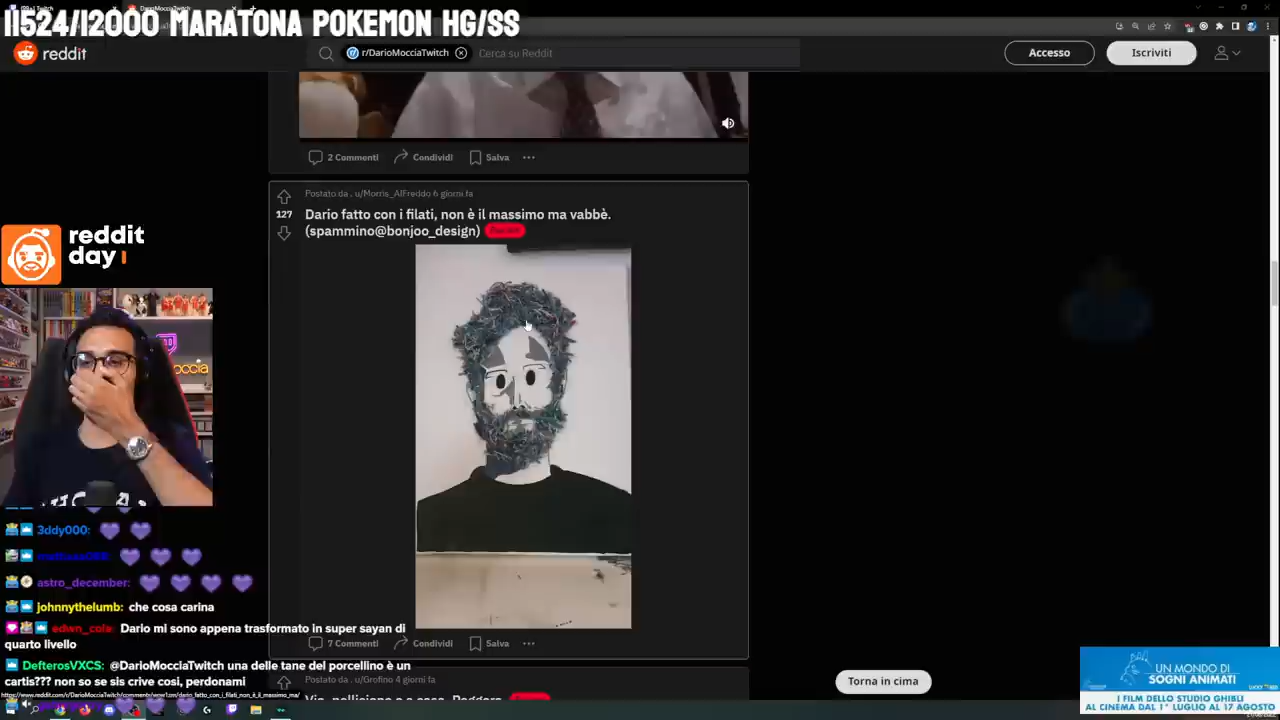 11524/12000 MARATONA POKEMON HG/SS
reddit
r/DarioMocciaTwitch
Cerca su Reddit
Accesso
Iscriviti
2 Commenti
Condividi
Salva
Postato da . u/Morris_AlFreddo 6 giorni fa
127
Dario fatto con i filati, non è il massimo ma vabbè.
(spammino@bonjoo_design)
reddit
day
occia
3ddy000:
astro_december:
johnnythelumb: che cosa carina
edwn_cola: Dario mi sono appena trasformato in super sayan di
quarto livello
DefterosVXCS: @DarioMocciaTwitch una delle tane del porcellino è un
cartis??? non so se sis crive cosi, perdonami
7 Commenti
Condividi
Salva
Postato da . u/Grofino 4 giorni fa
Torna in cima
UN MONDO DI
SOGNI ANIMATI
I FILM DELLO STUDIO GHIBLI
AL CINEMA DAL 1° LUGLIO AL 17 AGOSTO